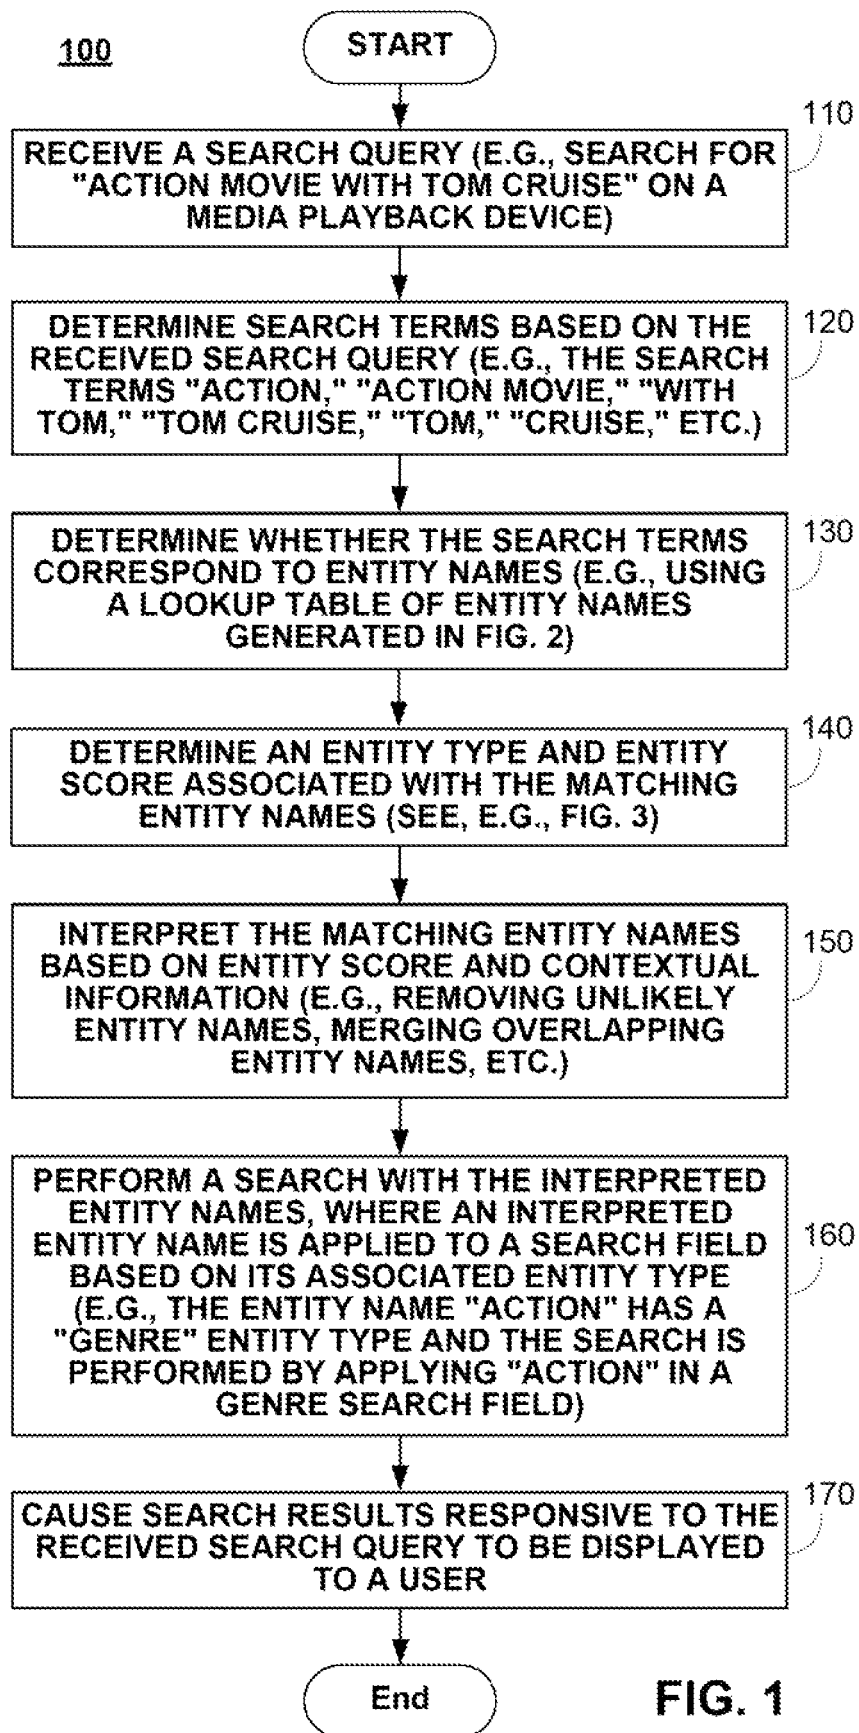 100
START
110
RECEIVE A SEARCH QUERY (E.G., SEARCH FOR
"ACTION MOVIE WITH TOM CRUISE" ON A
MEDIA PLAYBACK DEVICE)
120
DETERMINE SEARCH TERMS BASED ON THE
RECEIVED SEARCH QUERY (E.G., THE SEARCH
TERMS "ACTION," "ACTION MOVIE," "WITH
TOM," "TOM CRUISE," "TOM," "CRUISE," ETC.)
130
DETERMINE WHETHER THE SEARCH TERMS
CORRESPOND TO ENTITY NAMES (E.G., USING
A LOOKUP TABLE OF ENTITY NAMES
GENERATED IN FIG. 2)
140
DETERMINE AN ENTITY TYPE AND ENTITY
SCORE ASSOCIATED WITH THE MATCHING
ENTITY NAMES (SEE, E.G., FIG. 3)
150
INTERPRET THE MATCHING ENTITY NAMES
BASED ON ENTITY SCORE AND CONTEXTUAL
INFORMATION (E.G., REMOVING UNLIKELY
ENTITY NAMES, MERGING OVERLAPPING
ENTITY NAMES, ETC.)
160
PERFORM A SEARCH WITH THE INTERPRETED
ENTITY NAMES, WHERE AN INTERPRETED
ENTITY NAME IS APPLIED TO A SEARCH FIELD
BASED ON ITS ASSOCIATED ENTITY TYPE
(E.G., THE ENTITY NAME "ACTION" HAS A
"GENRE" ENTITY TYPE AND THE SEARCH IS
PERFORMED BY APPLYING "ACTION" IN A
GENRE SEARCH FIELD)
170
CAUSE SEARCH RESULTS RESPONSIVE TO THE
RECEIVED SEARCH QUERY TO BE DISPLAYED
TO A USER
End
FIG. 1